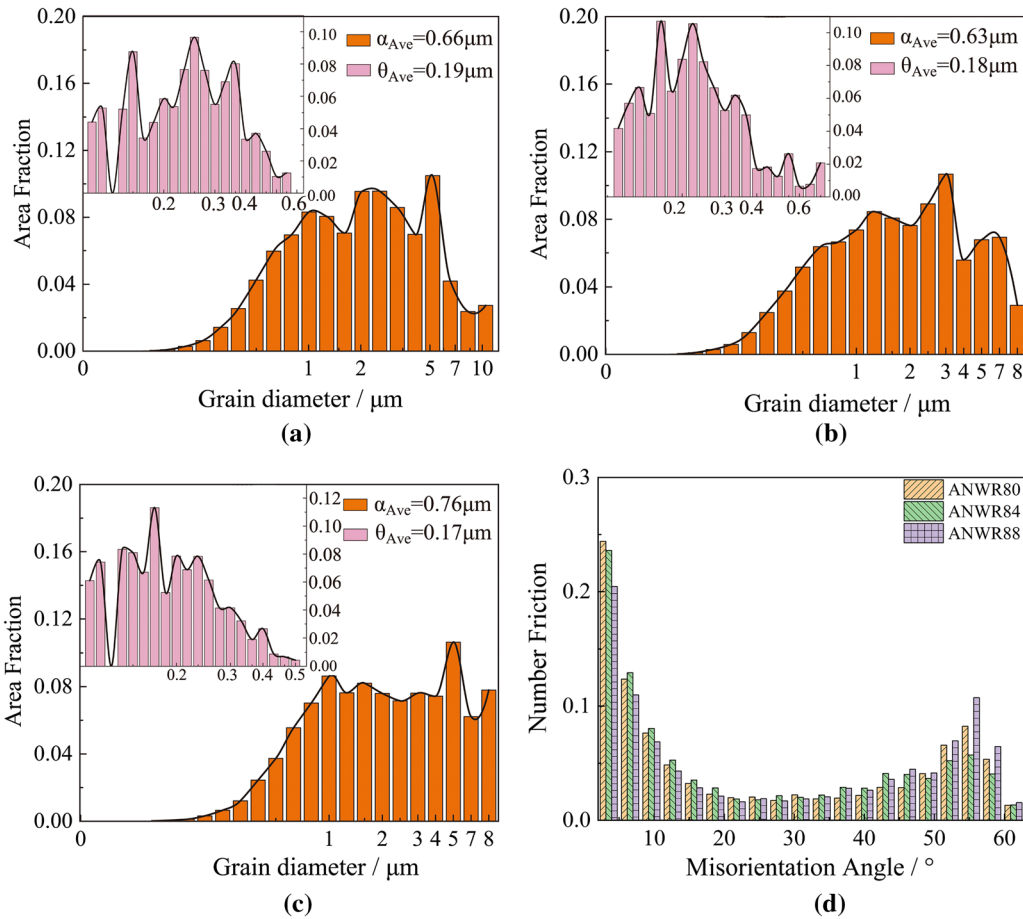 0.20
0.16
0.12
0.08
0.04
0.00
Area Fraction
0.10
0.08
0.06
0.04
0.02
0.00
0.2 0.3 0.4 0.6
αAve=0.66μm
θAve=0.19μm
0 1 2 5 7 10
Grain diameter / μm
(a)
0.20
0.16
0.12
0.08
0.04
0.00
Area Fraction
0.10
0.08
0.06
0.04
0.02
0.00
0.2 0.3 0.4 0.6
αAve=0.63μm
θAve=0.18μm
0 1 2 3 4 5 7 8
Grain diameter / μm
(b)
0.20
0.16
0.12
0.08
0.04
0.00
Area Fraction
0.12
0.10
0.08
0.06
0.04
0.02
0.00
0.2 0.3 0.4 0.5
αAve=0.76μm
θAve=0.17μm
0 1 2 3 4 5 7 8
Grain diameter / μm
(c)
0.3
0.2
0.1
0.0
Number Friction
ANWR80
ANWR84
ANWR88
10 20 30 40 50 60
Misorientation Angle / °
(d)